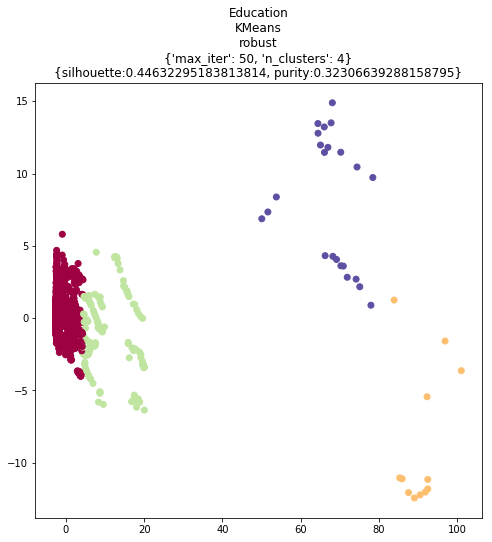 Education
KMeans
robust
{'max_iter': 50, 'n_clusters': 4}
{silhouette:0.44632295183813814, purity:0.32306639288158795}
15
10
5
0
−5
−10
0 20 40 60 80 100